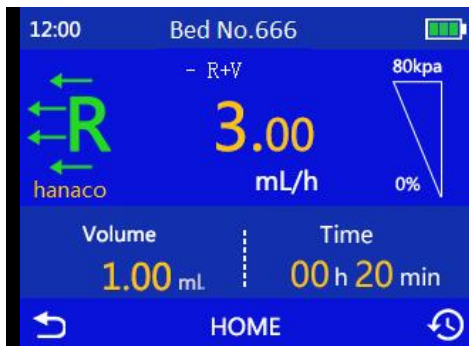 12:00 Bed No.666
- R+V
80kpa
R
3.00
mL/h
hanaco
0%
Volume Time
1.00 mL 00 h 20 min
HOME